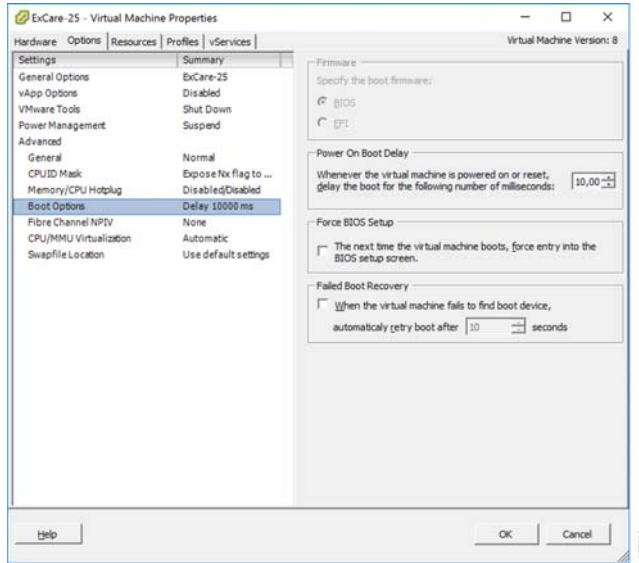 ExCare-25 - Virtual Machine Properties
Hardware Options Resources Profiles vServices Virtual Machine Version: 8
Settings Summary
General Options ExCare-25
vApp Options Disabled
VMware Tools Shut Down
Power Management Suspend
Advanced
General Normal
CPUID Mask Expose Nx flag to ...
Memory/CPU Hotplug Disabled/Disabled
Boot Options Delay 10000 ms
Fibre Channel NPIV None
CPU/MMU Virtualization Automatic
Swapfile Location Use default settings
Firmware
Specify the boot firmware:
BIOS
EFI
Power On Boot Delay
Whenever the virtual machine is powered on or reset,
delay the boot for the following number of milliseconds: 10,00
Force BIOS Setup
The next time the virtual machine boots, force entry into the
BIOS setup screen.
Failed Boot Recovery
When the virtual machine fails to find boot device,
automaticaly retry boot after 10 seconds
Help OK Cancel